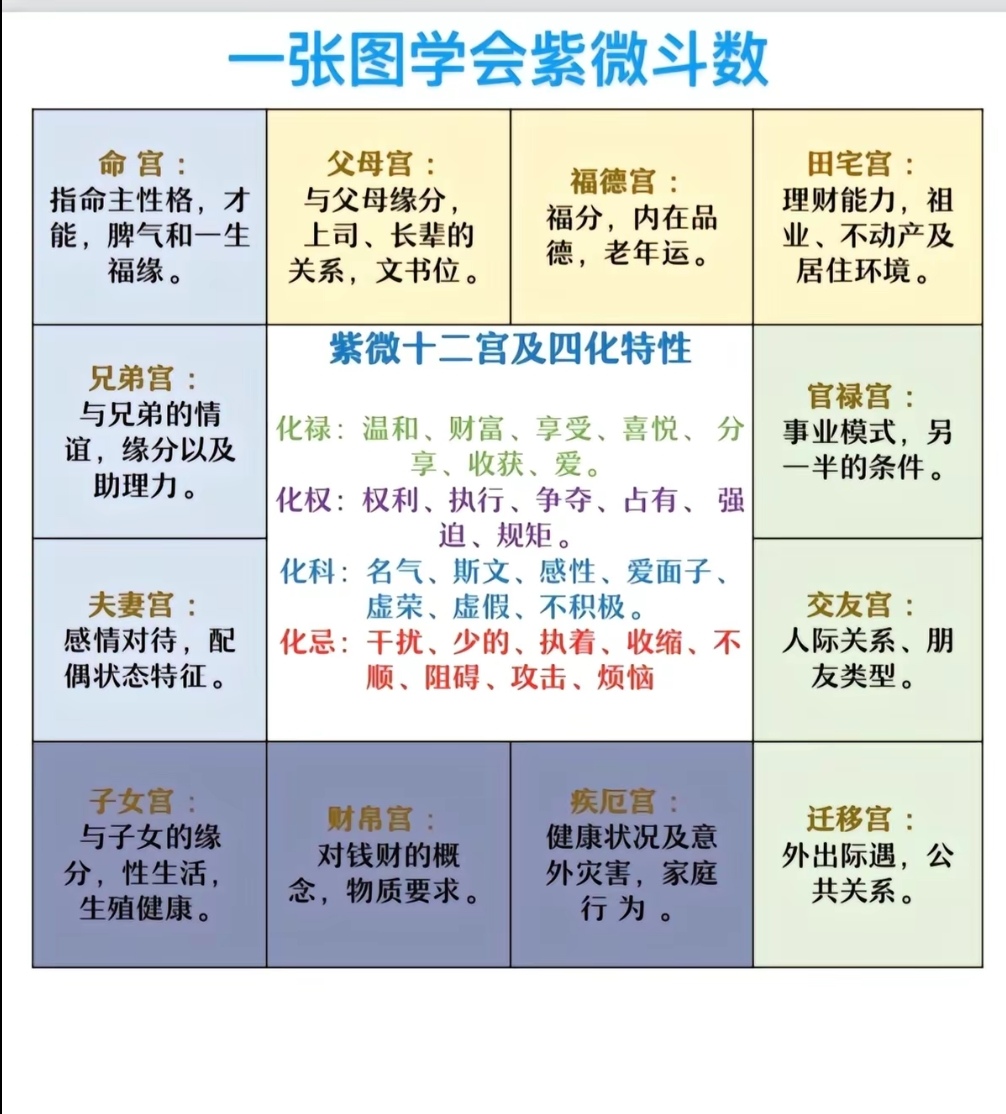 一张图学会紫微斗数
命 宫：
指命主性格，才
能，脾气和一生
福缘。
父母宫：
与父母缘分，
上司、长辈的
关系，文书位。
福德宫：
福分，内在品
德，老年运。
田宅宫：
理财能力，祖
业、不动产及
居住环境。
兄弟宫：
与兄弟的情
谊，缘分以及
助理力。
紫微十二宫及四化特性
化禄：温和、财富、享受、喜悦、 分
享、收获、爱。
化权：权利、执行、争夺、占有、 强
迫、规矩。
化科：名气、斯文、感性、爱面子、
虚荣、虚假、不积极。
化忌：干扰、少的、执着、收缩、不
顺、阻碍、攻击、烦恼
官禄宫：
事业模式，另
一半的条件。
夫妻宫：
感情对待，配
偶状态特征。
交友宫：
人际关系、朋
友类型。
子女宫：
与子女的缘
分，性生活，
生殖健康。
财帛宫：
对钱财的概
念，物质要求。
疾厄宫：
健康状况及意
外灾害，家庭
行 为 。
迁移宫：
外出际遇，公
共关系。